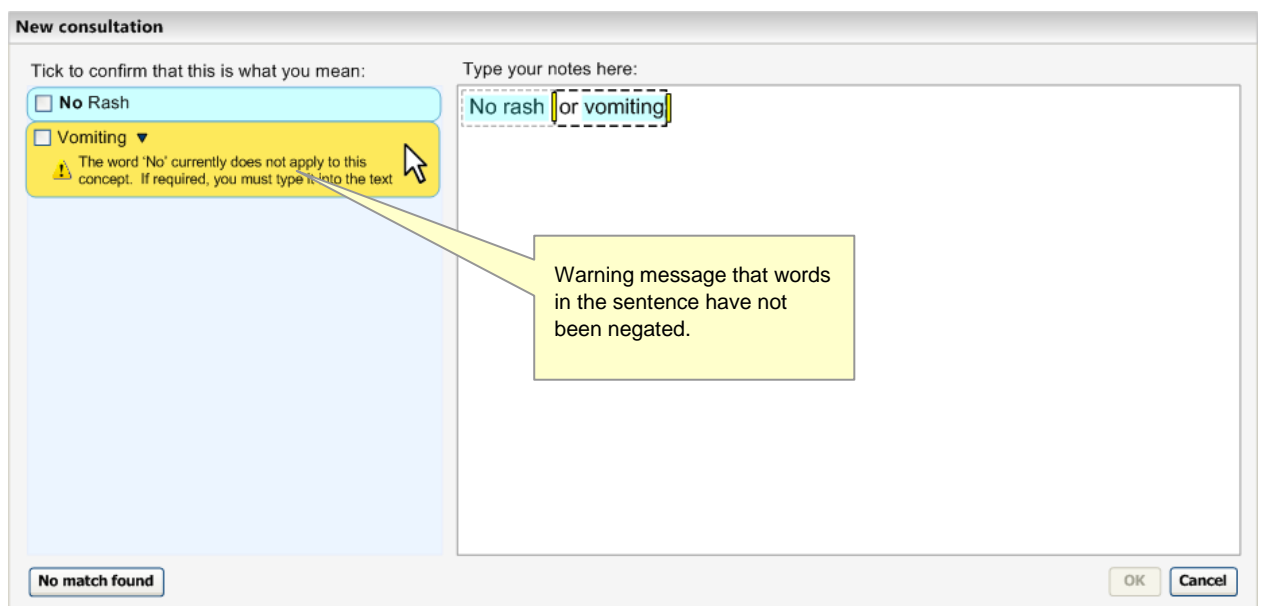 New consultation
Tick to confirm that this is what you mean:
No Rash
Vomiting
The word 'No' currently does not apply to this
concept. If required, you must type it into the text
Type your notes here:
No rash or vomiting
Warning message that words
in the sentence have not
been negated.
No match found
OK
Cancel